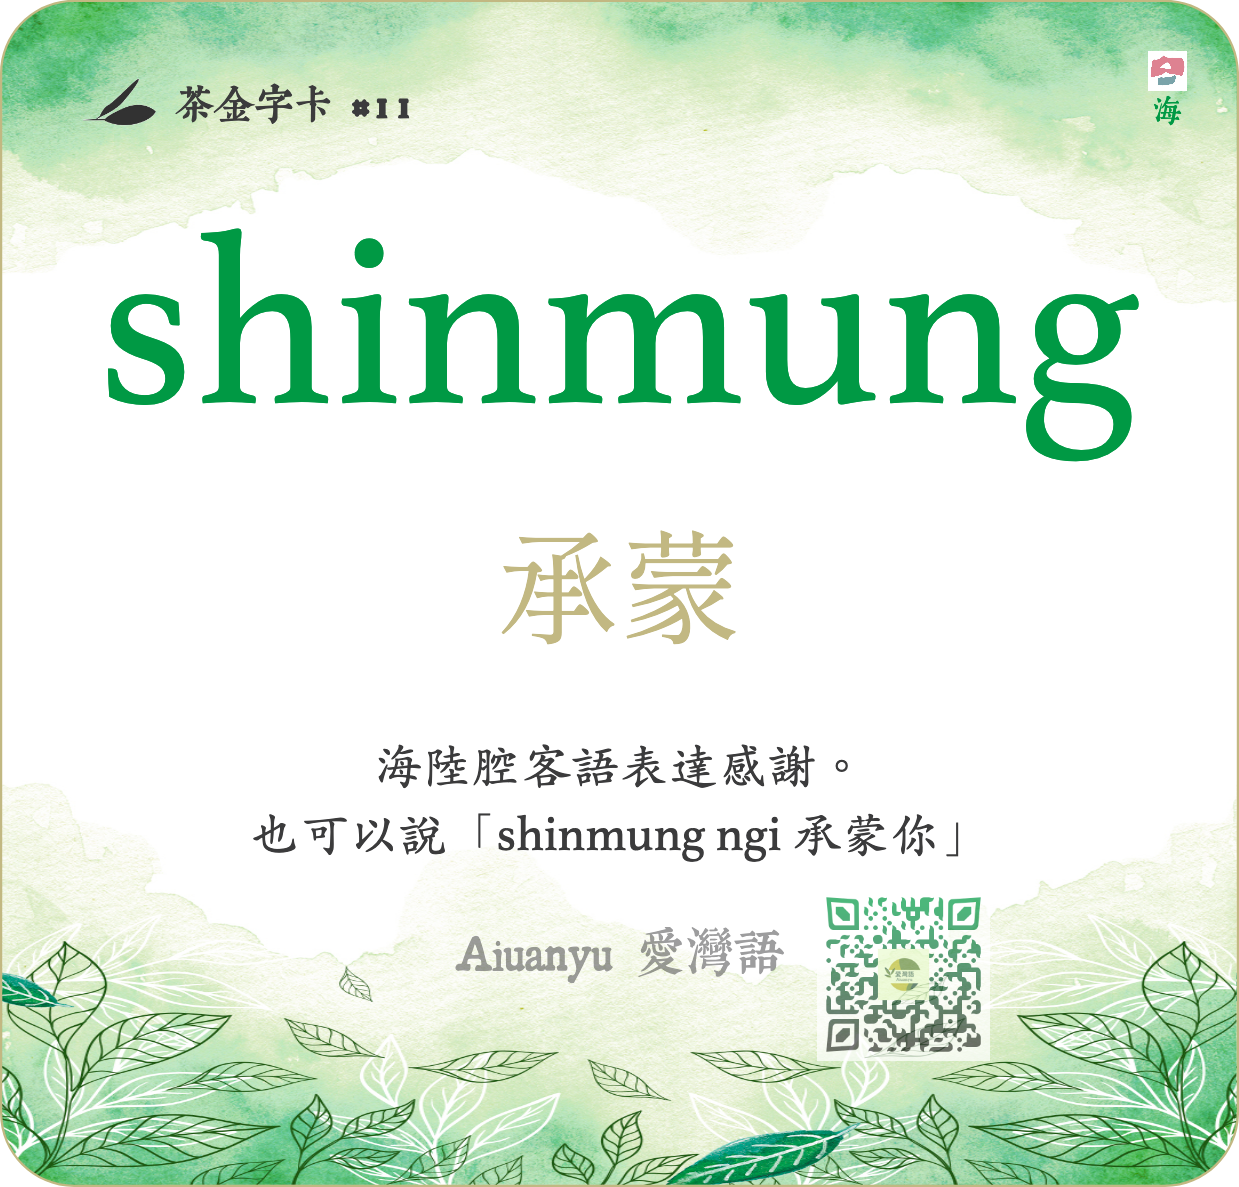 茶金字卡 #11
海
shinmung
承蒙
海陸腔客語表達感謝。
也可以說「shinmung ngi 承蒙你」
Aiuanyu 愛灣語